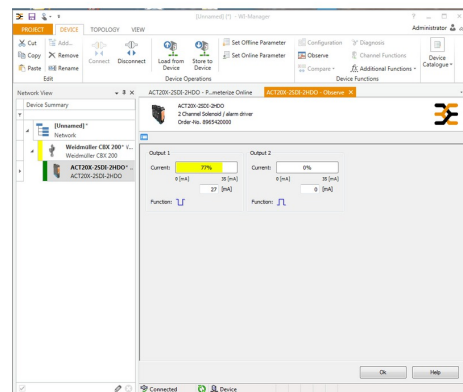 [Unnamed] * - WI-Manager
PROJECT DEVICE TOPOLOGY VIEW Administrator
Cut Add... Connect Disconnect Load from Device Store to Device Set Offline Parameter Configuration Diagnosis Device Catalogue
Copy Remove Set Online Parameter Observe Channel Functions
Paste Rename Compare Additional Functions
Edit Device Operations Device Functions
Network View ACT20X-2SDI-2HDO - P...meterize Online ACT20X-2SDI-2HDO - Observe
Device Summary
ACT20X-2SDI-2HDO
2 Channel Solenoid / alarm driver
Order-No. 8965420000
[Unnamed]*
Network
Weidmüller CBX 200* \...
Weidmüller CBX 200
ACT20X-2SDI-2HDO* ...
ACT20X-2SDI-2HDO
Output 1 Output 2
Current: 77% Current: 0%
0 [mA] 35 [mA] 0 [mA] 35 [mA]
27 [mA] 0 [mA]
Function: Function:
Ok Help
Connected Device